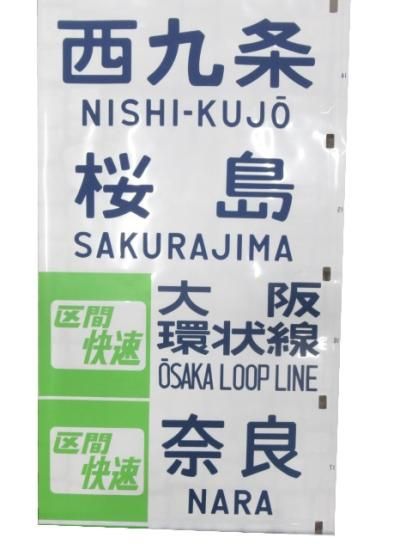 西九条
NISHI-KUJŌ
桜島
SAKURAJIMA
区間
快速
大阪
環状線
ŌSAKA LOOP LINE
区間
快速
奈良
NARA